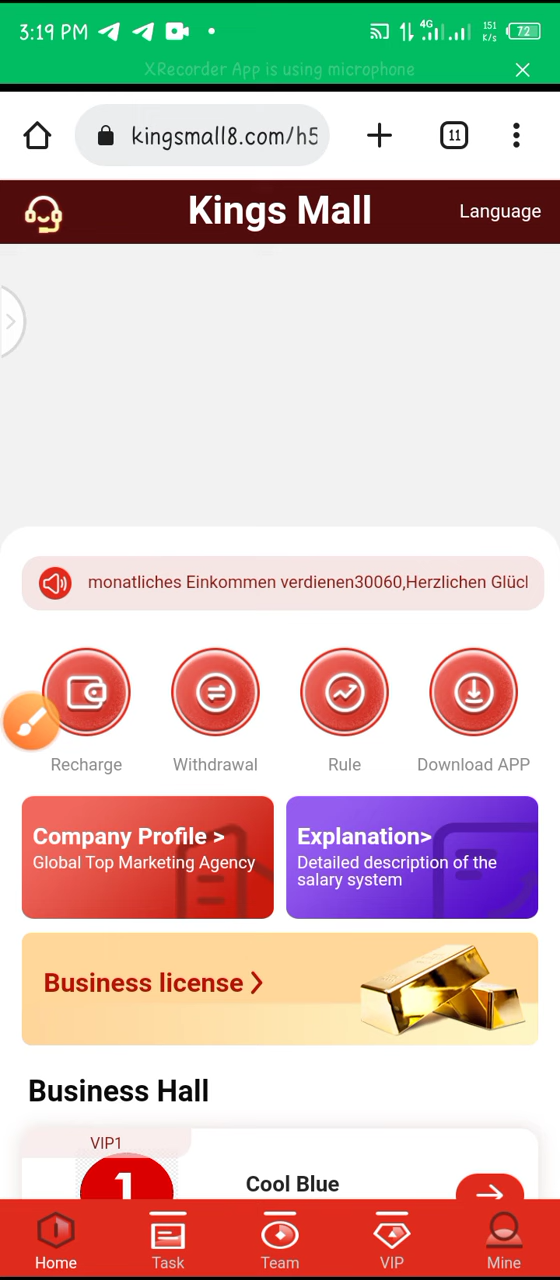 3:19 PM
4G
151
K/s
72
XRecorder App is using microphone
kingsmall8.com/h5
11
Kings Mall
Language
monatliches Einkommen verdienen30060,Herzlichen Glücl
Recharge
Withdrawal
Rule
Download APP
Company Profile >
Global Top Marketing Agency
Explanation>
Detailed description of the
salary system
Business license >
Business Hall
VIP1
1
Cool Blue
Home
Task
Team
VIP
Mine